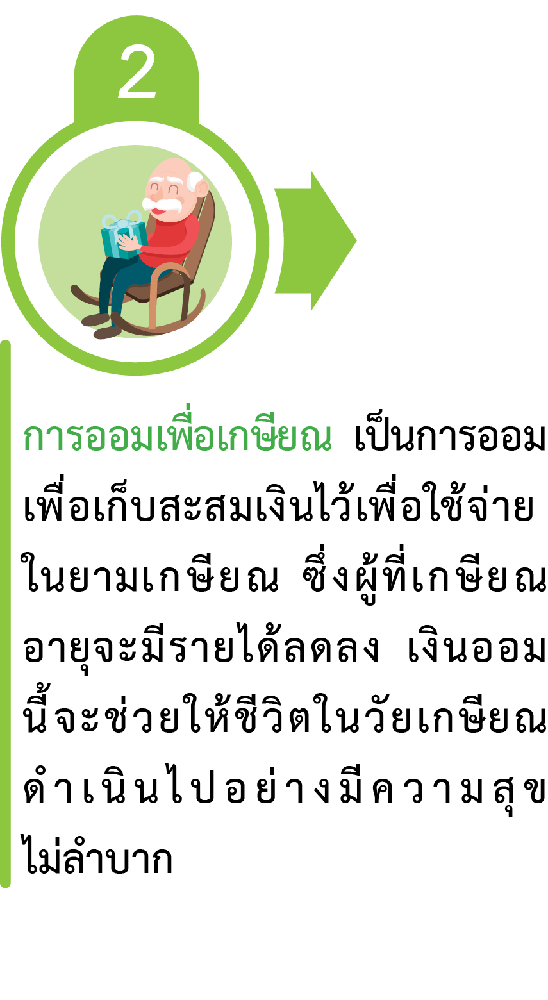 2
การออมเพื่อเกษียณ เป็นการออม
เพื่อเก็บสะสมเงินไว้เพื่อใช้จ่าย
ในยามเกษียณ ซึ่งผู้ที่เกษียณ
อายุจะมีรายได้ลดลง เงินออม
นี้จะช่วยให้ชีวิตในวัยเกษียณ
ดำเนินไปอย่างมีความสุข
ไม่ลำบาก